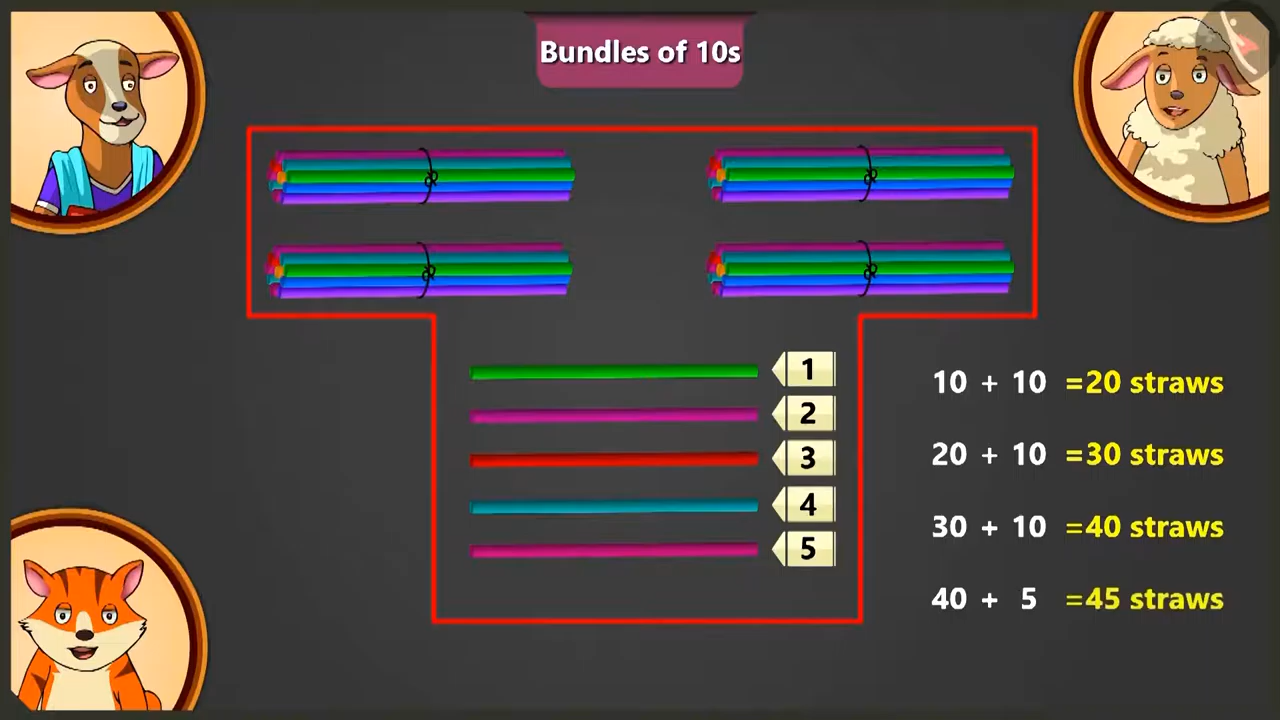 Bundles of 10s
1
2
3
4
5
10 + 10 =20 straws
20 + 10 =30 straws
30 + 10 =40 straws
40 + 5 =45 straws